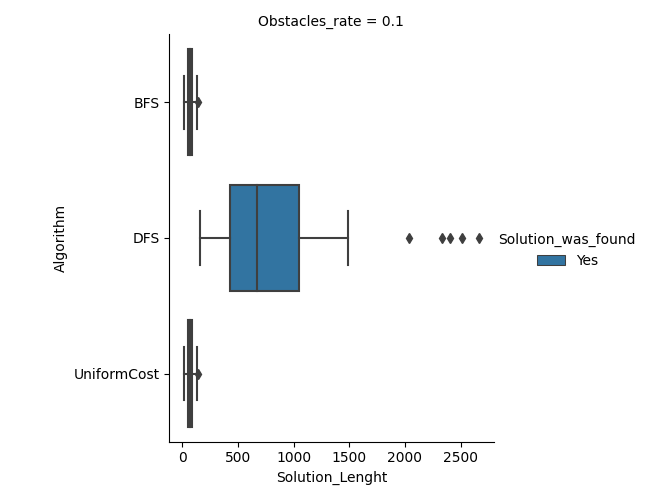 Obstacles_rate = 0.1
BFS
DFS
UniformCost
Algorithm
0 500 1000 1500 2000 2500
Solution_Lenght
Solution_was_found
Yes